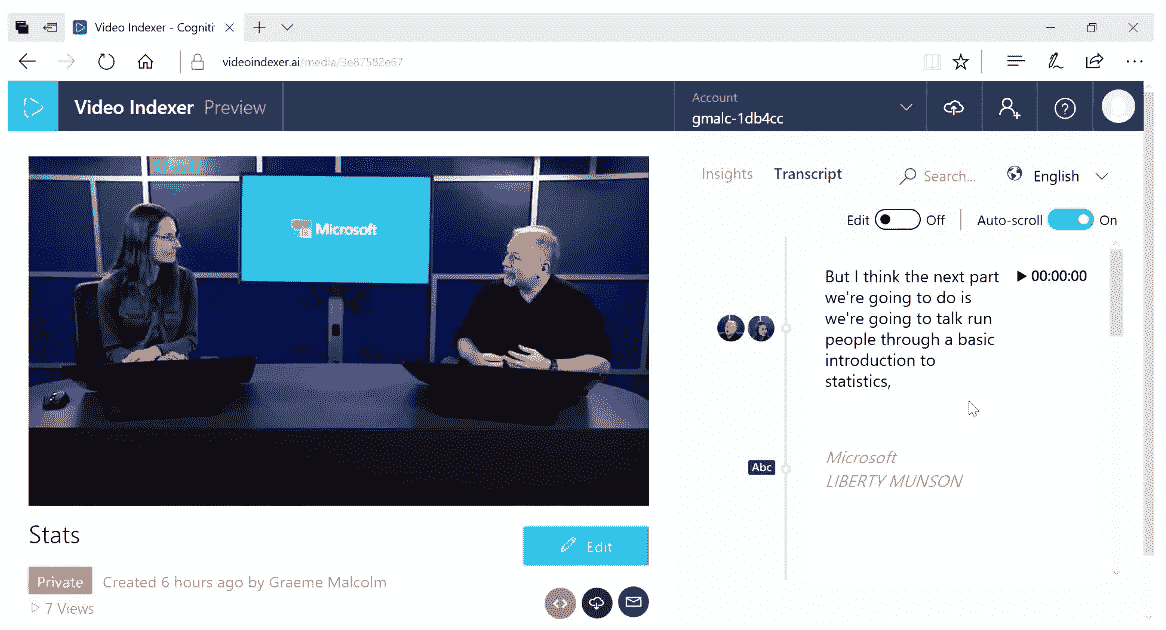 Video Indexer - Cogniti
videoindexer.ai/media/3e87582e67
Video Indexer Preview
Account
gmalc-1db4cc
Microsoft
Insights
Transcript
Search...
English
Edit
Off
Auto-scroll
On
But I think the next part
00:00:00
we're going to do is
we're going to talk run
people through a basic
introduction to
statistics,
Abc
Microsoft
LIBERTY MUNSON
Stats
Edit
Private
Created 6 hours ago by Graeme Malcolm
7 Views